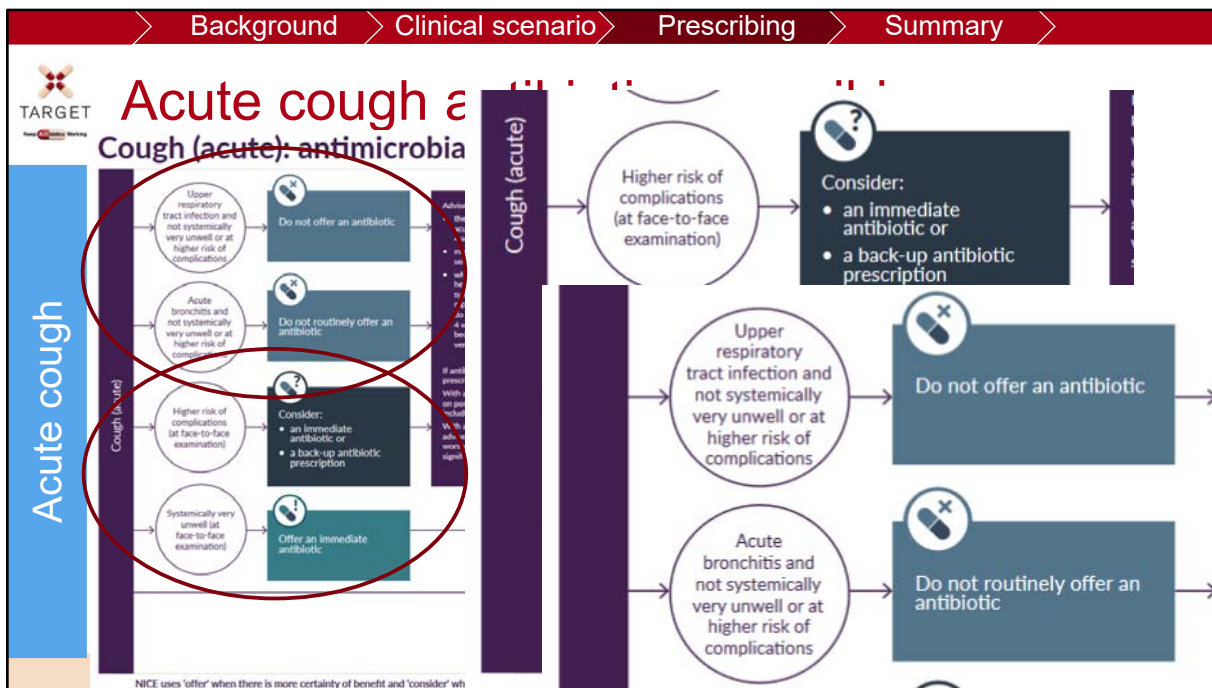 Background
Clinical scenario
Prescribing
Summary
TARGET
Keep Antibiotics Working
Acute cough
Acute cough a
Cough (acute): antimicrobia
Cough (acute)
Upper
respiratory
tract infection and
not systemically
very unwell or at
higher risk of
complications
Do not offer an antibiotic
Acute
bronchitis and
not systemically
very unwell or at
higher risk of
complications
Do not routinely offer an
antibiotic
Higher risk of
complications
(at face-to-face
examination)
Consider:
• an immediate
antibiotic or
• a back-up antibiotic
prescription
Systemically very
unwell (at
face-to-face
examination)
Offer an immediate
antibiotic
NICE uses 'offer' when there is more certainty of benefit and 'consider' wh
Cough (acute)
Higher risk of
complications
(at face-to-face
examination)
Consider:
• an immediate
antibiotic or
• a back-up antibiotic
prescription
Upper
respiratory
tract infection and
not systemically
very unwell or at
higher risk of
complications
Do not offer an antibiotic
Acute
bronchitis and
not systemically
very unwell or at
higher risk of
complications
Do not routinely offer an
antibiotic